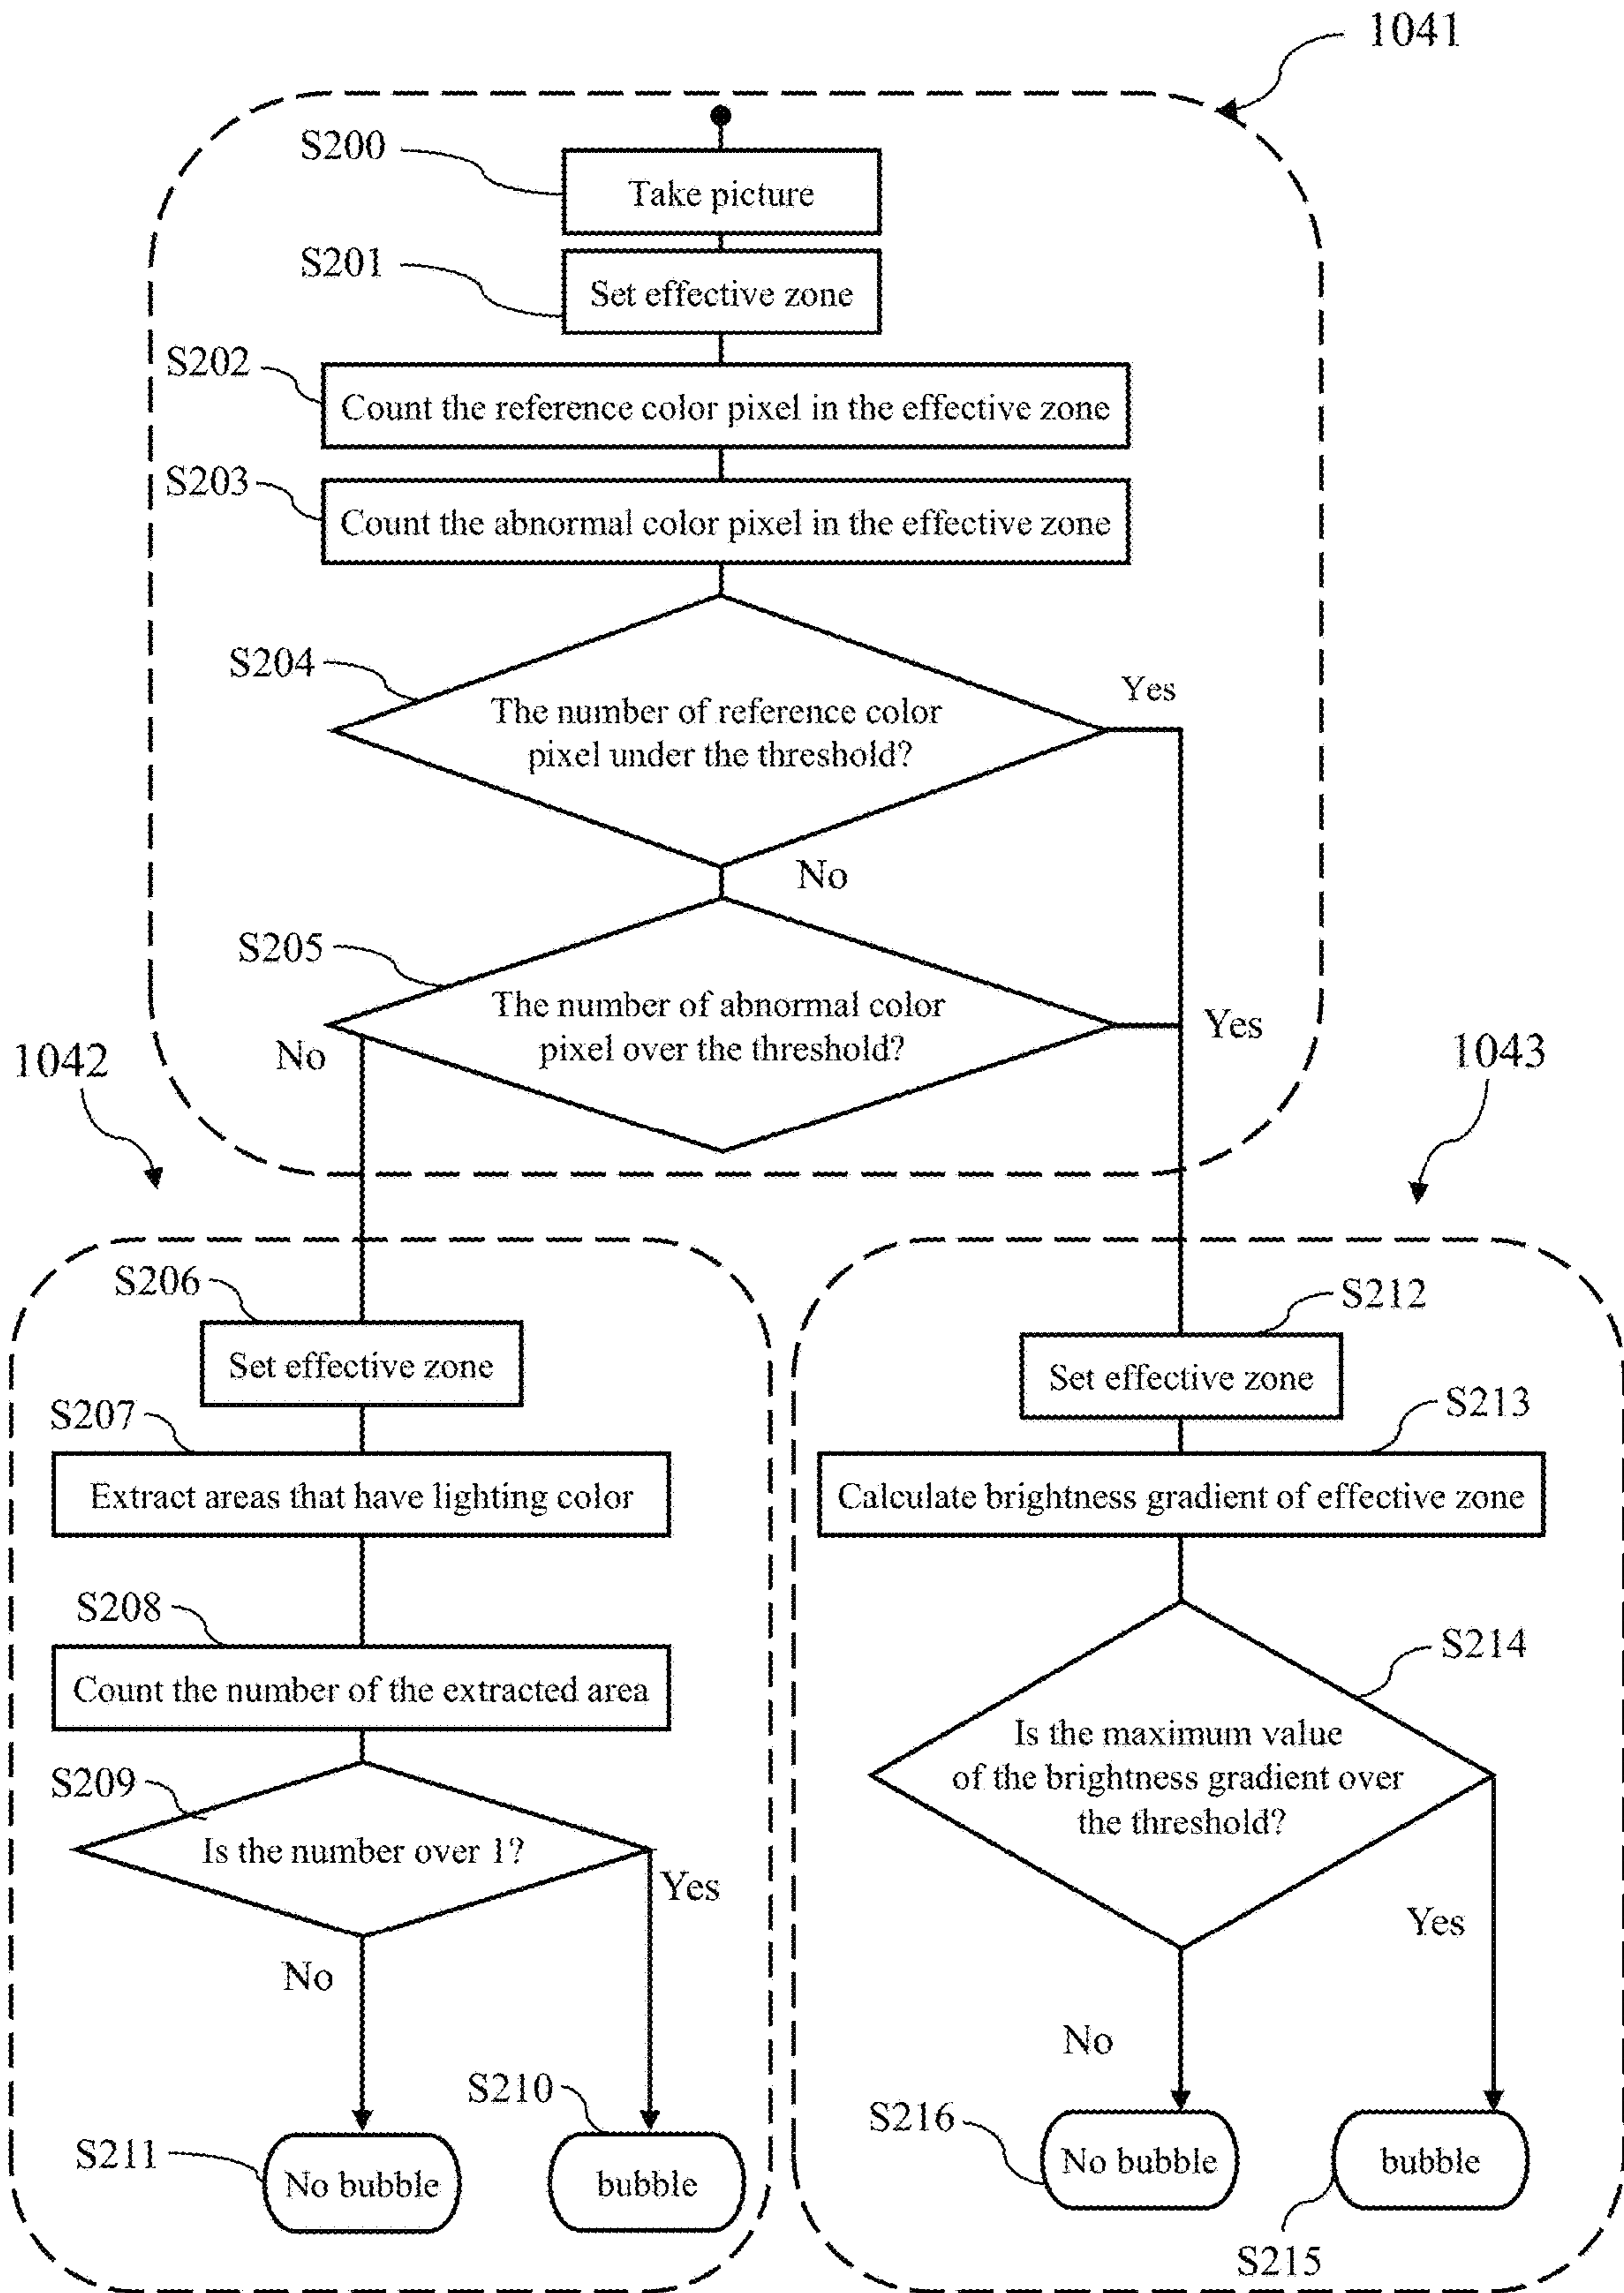 1041
S200
Take picture
S201
Set effective zone
S202
Count the reference color pixel in the effective zone
S203
Count the abnormal color pixel in the effective zone
S204
The number of reference color
pixel under the threshold?
Yes
No
S205
The number of abnormal color
pixel over the threshold?
Yes
No
1042
1043
S206
Set effective zone
S207
Extract areas that have lighting color
S208
Count the number of the extracted area
S209
Is the number over 1?
Yes
No
S210
S211
No bubble
bubble
S212
Set effective zone
S213
Calculate brightness gradient of effective zone
S214
Is the maximum value
of the brightness gradient over
the threshold?
Yes
No
S216
No bubble
bubble
S215